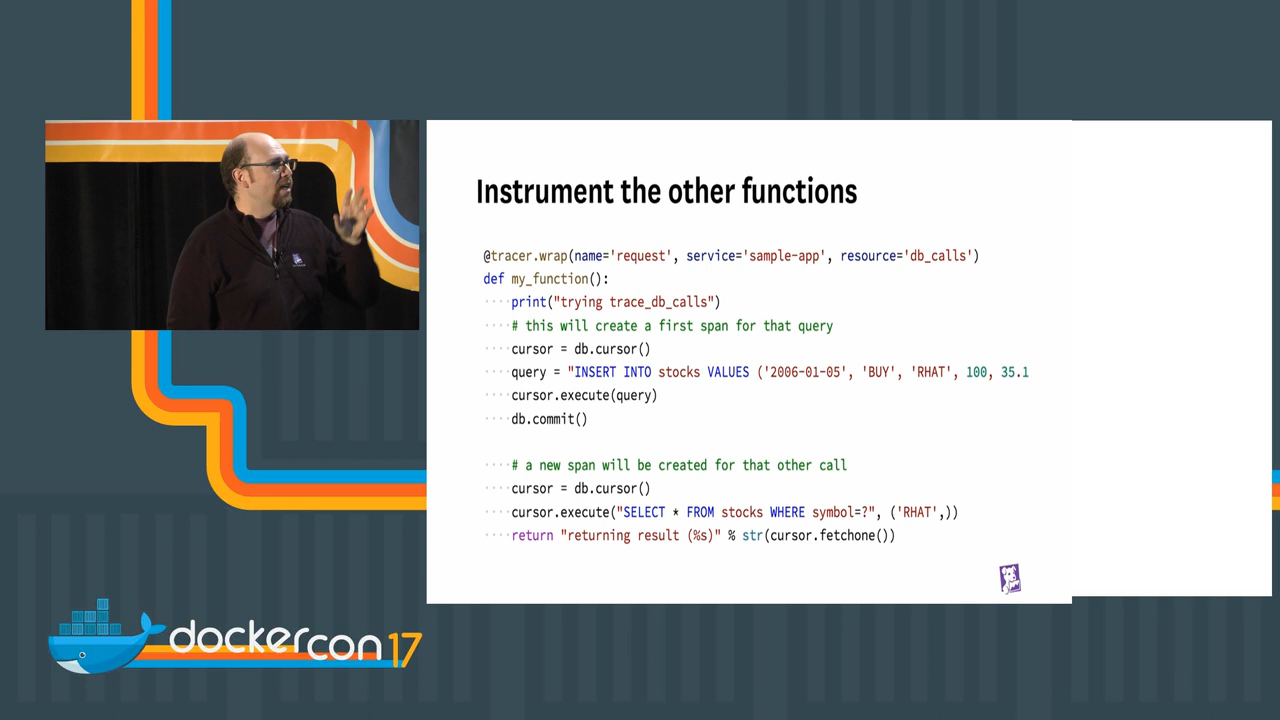 Instrument the other functions
@tracer.wrap(name='request', service='sample-app', resource='db_calls')
def my_function():
····print("trying trace_db_calls")
····# this will create a first span for that query
····cursor = db.cursor()
····query = "INSERT INTO stocks VALUES ('2006-01-05', 'BUY', 'RHAT', 100, 35.1
····cursor.execute(query)
····db.commit()
····# a new span will be created for that other call
····cursor = db.cursor()
····cursor.execute("SELECT * FROM stocks WHERE symbol=?", ('RHAT',))
····return "returning result (%s)" % str(cursor.fetchone())
dockercon 17